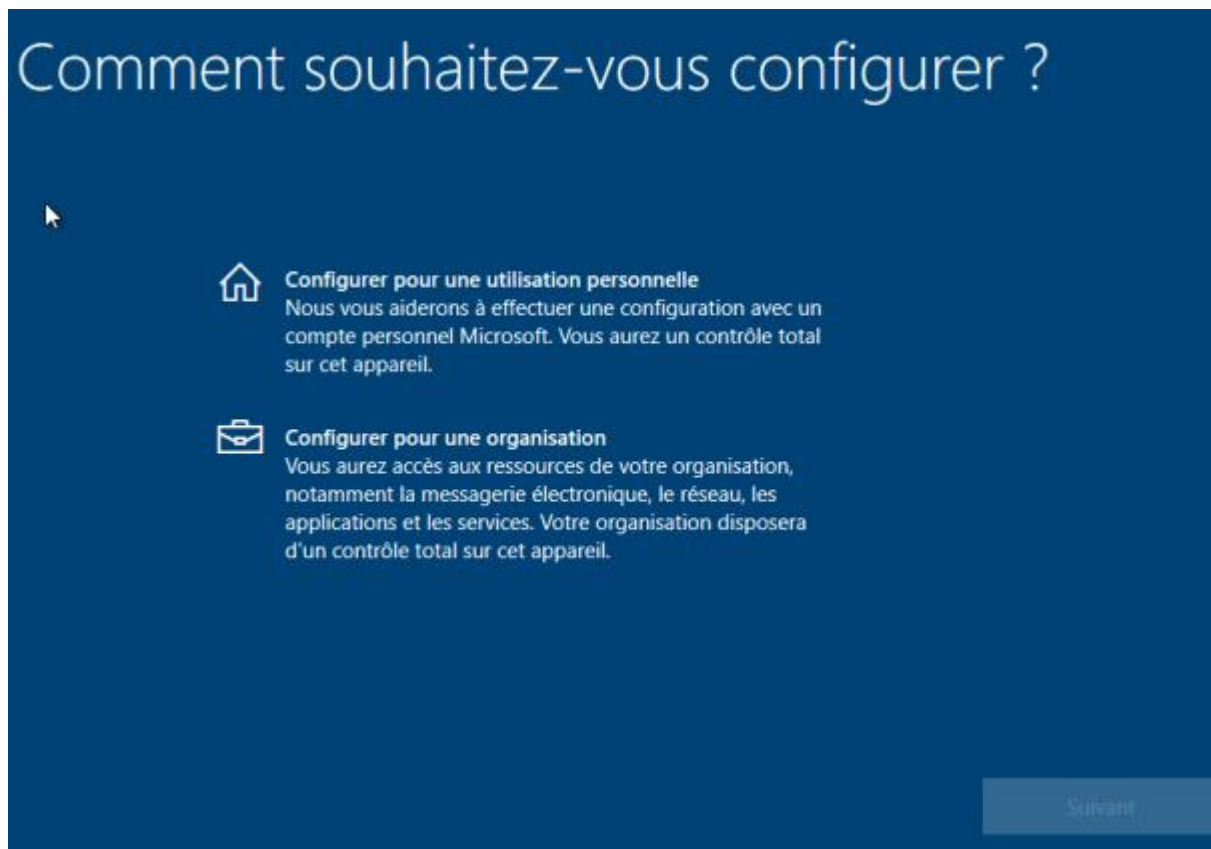 Comment souhaitez-vous configurer ?
Configurer pour une utilisation personnelle
Nous vous aiderons à effectuer une configuration avec un
compte personnel Microsoft. Vous aurez un contrôle total
sur cet appareil.
Configurer pour une organisation
Vous aurez accès aux ressources de votre organisation,
notamment la messagerie électronique, le réseau, les
applications et les services. Votre organisation disposera
d'un contrôle total sur cet appareil.
Suivant